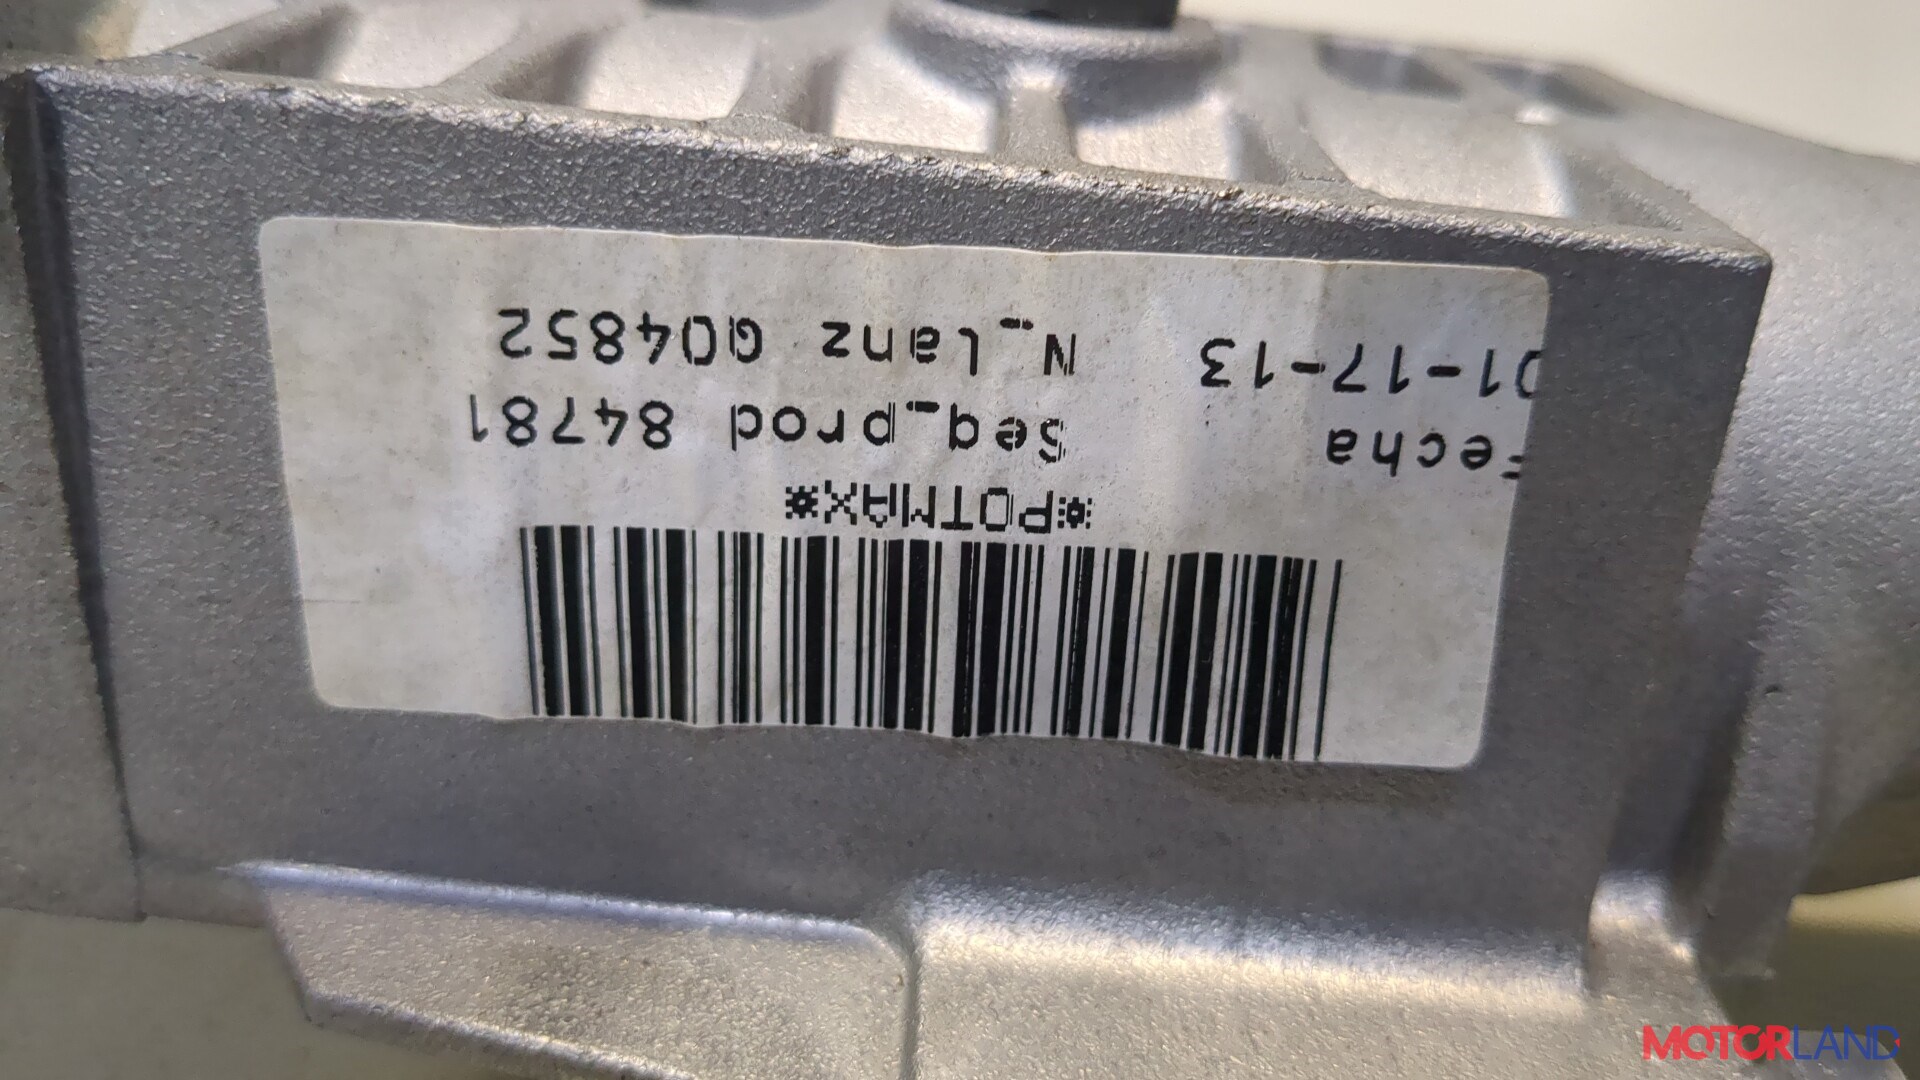 *POTMAX*
Fecha Seq_prod 84781
01-17-13 N_Lanz G04852
MOTORLAND